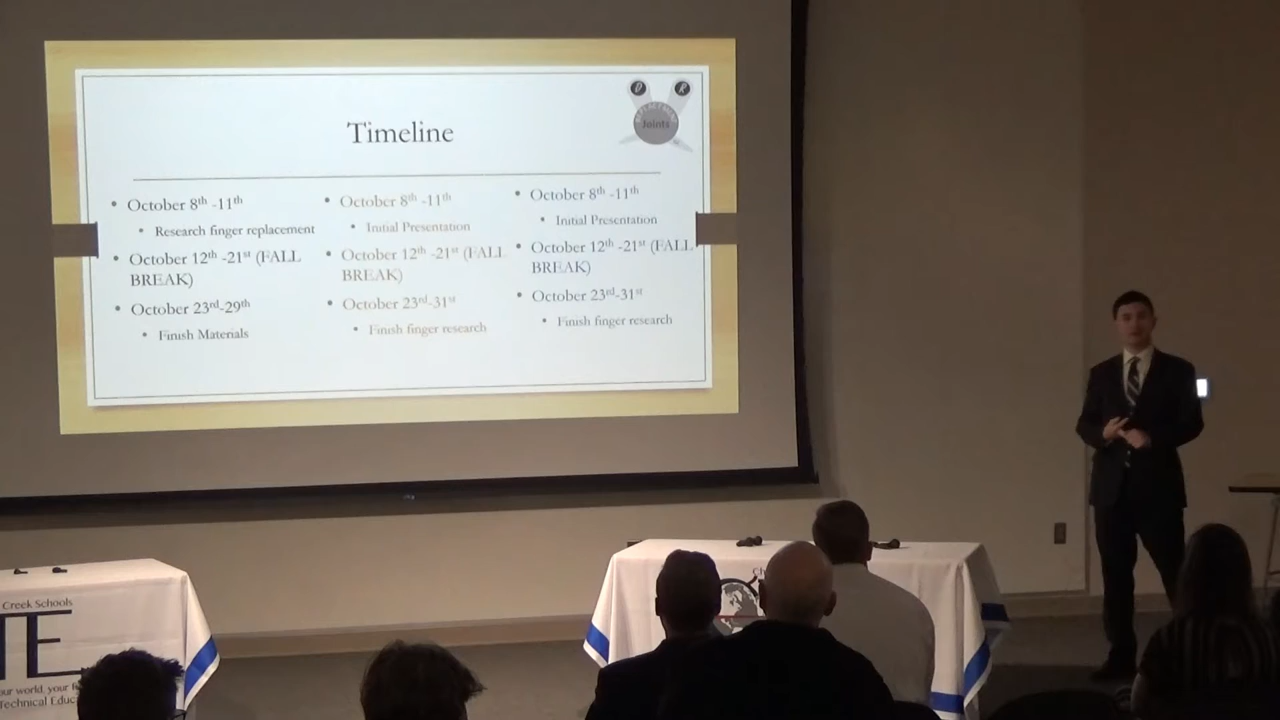 Timeline
REPLACEMENT
Joints
• October 8th -11th
• Research finger replacement
• October 12th -21st (FALL
BREAK)
• October 23rd-29th
• Finish Materials
• October 8th -11th
• Initial Presentation
• October 12th -21st (FALL
BREAK)
• October 23rd-31st
• Finish finger research
• October 8th -11th
• Initial Presentation
• October 12th -21st (FALL
BREAK)
• October 23rd-31st
• Finish finger research
Creek Schools
TE
our world, your
Technical Educ
Ch